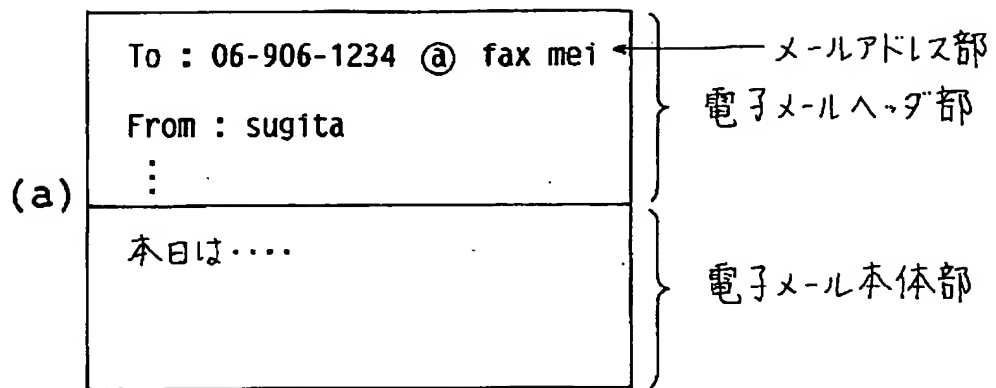 To : 06-906-1234 @ fax mei
メールアドレス部
電子メールヘッダ部
From : sugita
⋮
(a)
本日は‥‥
電子メール本体部